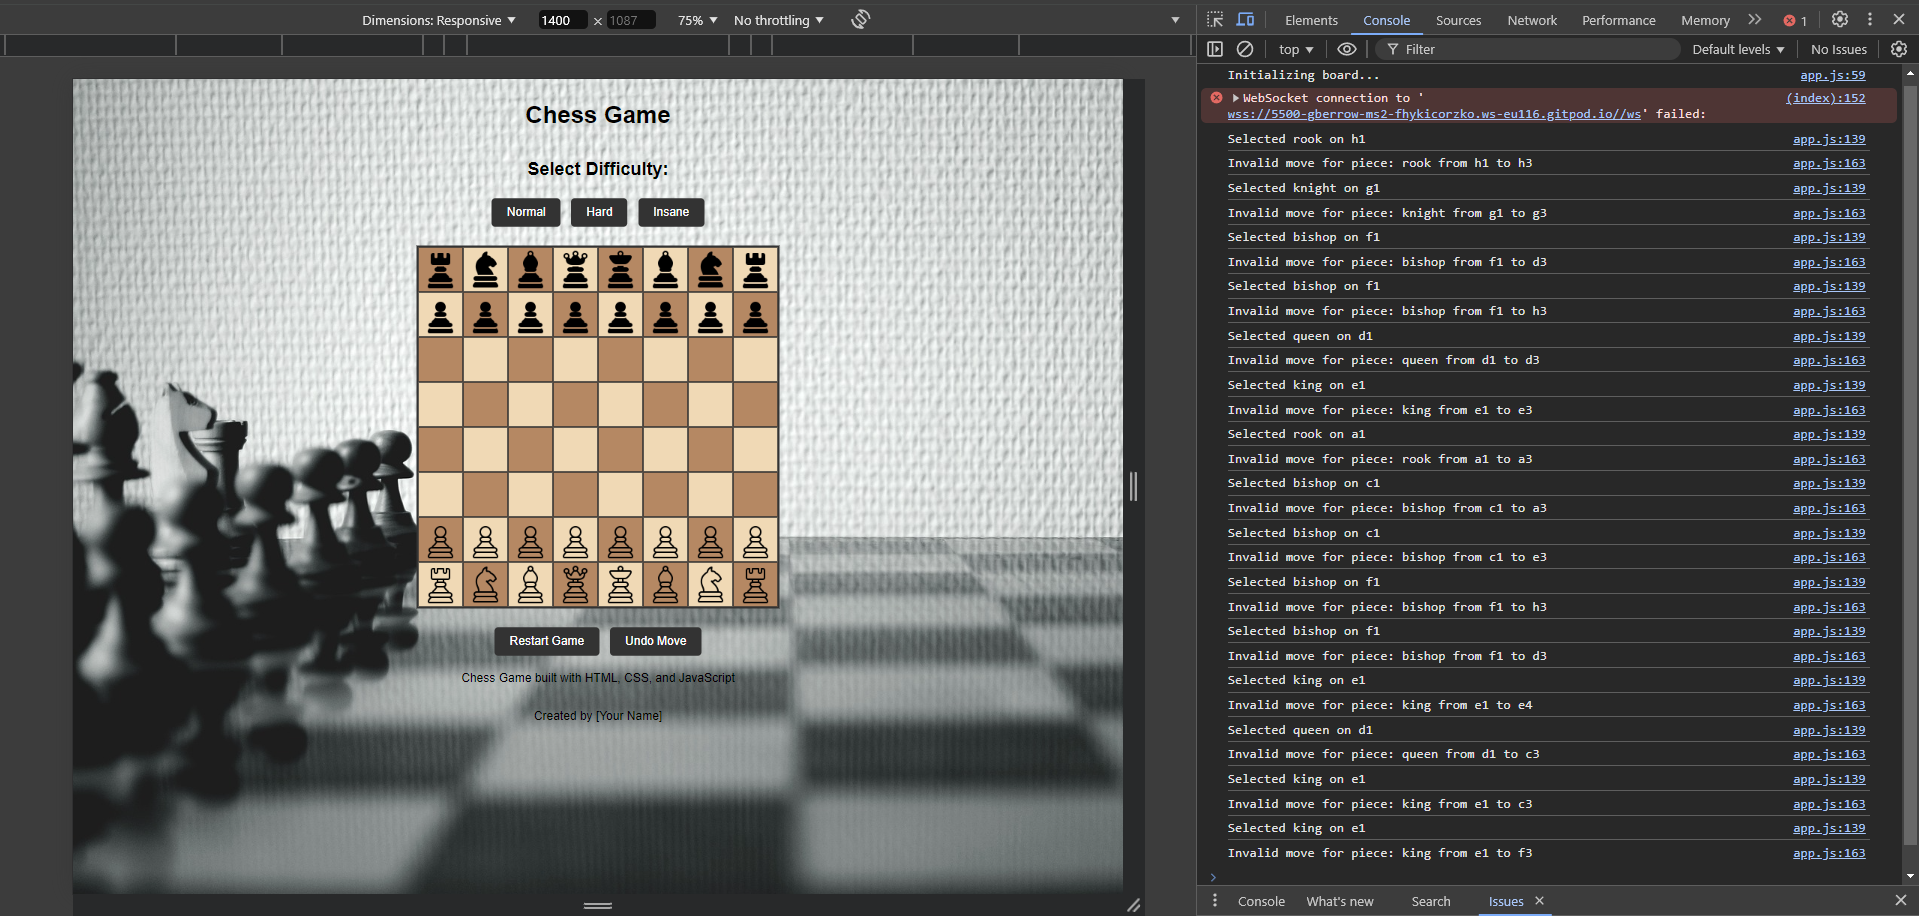 Dimensions: Responsive
1400 × 1087
75%
No throttling
Chess Game
Select Difficulty:
Normal
Hard
Insane
Restart Game
Undo Move
Chess Game built with HTML, CSS, and JavaScript
Created by [Your Name]
Elements
Console
Sources
Network
Performance
Memory
1
top
Filter
Default levels
No Issues
Initializing board... app.js:59
WebSocket connection to ' (index):152
wss://5500-gberrow-ms2-fhykicorzko.ws-eu116.gitpod.io//ws' failed:
Selected rook on h1 app.js:139
Invalid move for piece: rook from h1 to h3 app.js:163
Selected knight on g1 app.js:139
Invalid move for piece: knight from g1 to g3 app.js:163
Selected bishop on f1 app.js:139
Invalid move for piece: bishop from f1 to d3 app.js:163
Selected bishop on f1 app.js:139
Invalid move for piece: bishop from f1 to h3 app.js:163
Selected queen on d1 app.js:139
Invalid move for piece: queen from d1 to d3 app.js:163
Selected king on e1 app.js:139
Invalid move for piece: king from e1 to e3 app.js:163
Selected rook on a1 app.js:139
Invalid move for piece: rook from a1 to a3 app.js:163
Selected bishop on c1 app.js:139
Invalid move for piece: bishop from c1 to a3 app.js:163
Selected bishop on c1 app.js:139
Invalid move for piece: bishop from c1 to e3 app.js:163
Selected bishop on f1 app.js:139
Invalid move for piece: bishop from f1 to h3 app.js:163
Selected bishop on f1 app.js:139
Invalid move for piece: bishop from f1 to d3 app.js:163
Selected king on e1 app.js:139
Invalid move for piece: king from e1 to e4 app.js:163
Selected queen on d1 app.js:139
Invalid move for piece: queen from d1 to c3 app.js:163
Selected king on e1 app.js:139
Invalid move for piece: king from e1 to c3 app.js:163
Selected king on e1 app.js:139
Invalid move for piece: king from e1 to f3 app.js:163
Console
What's new
Search
Issues